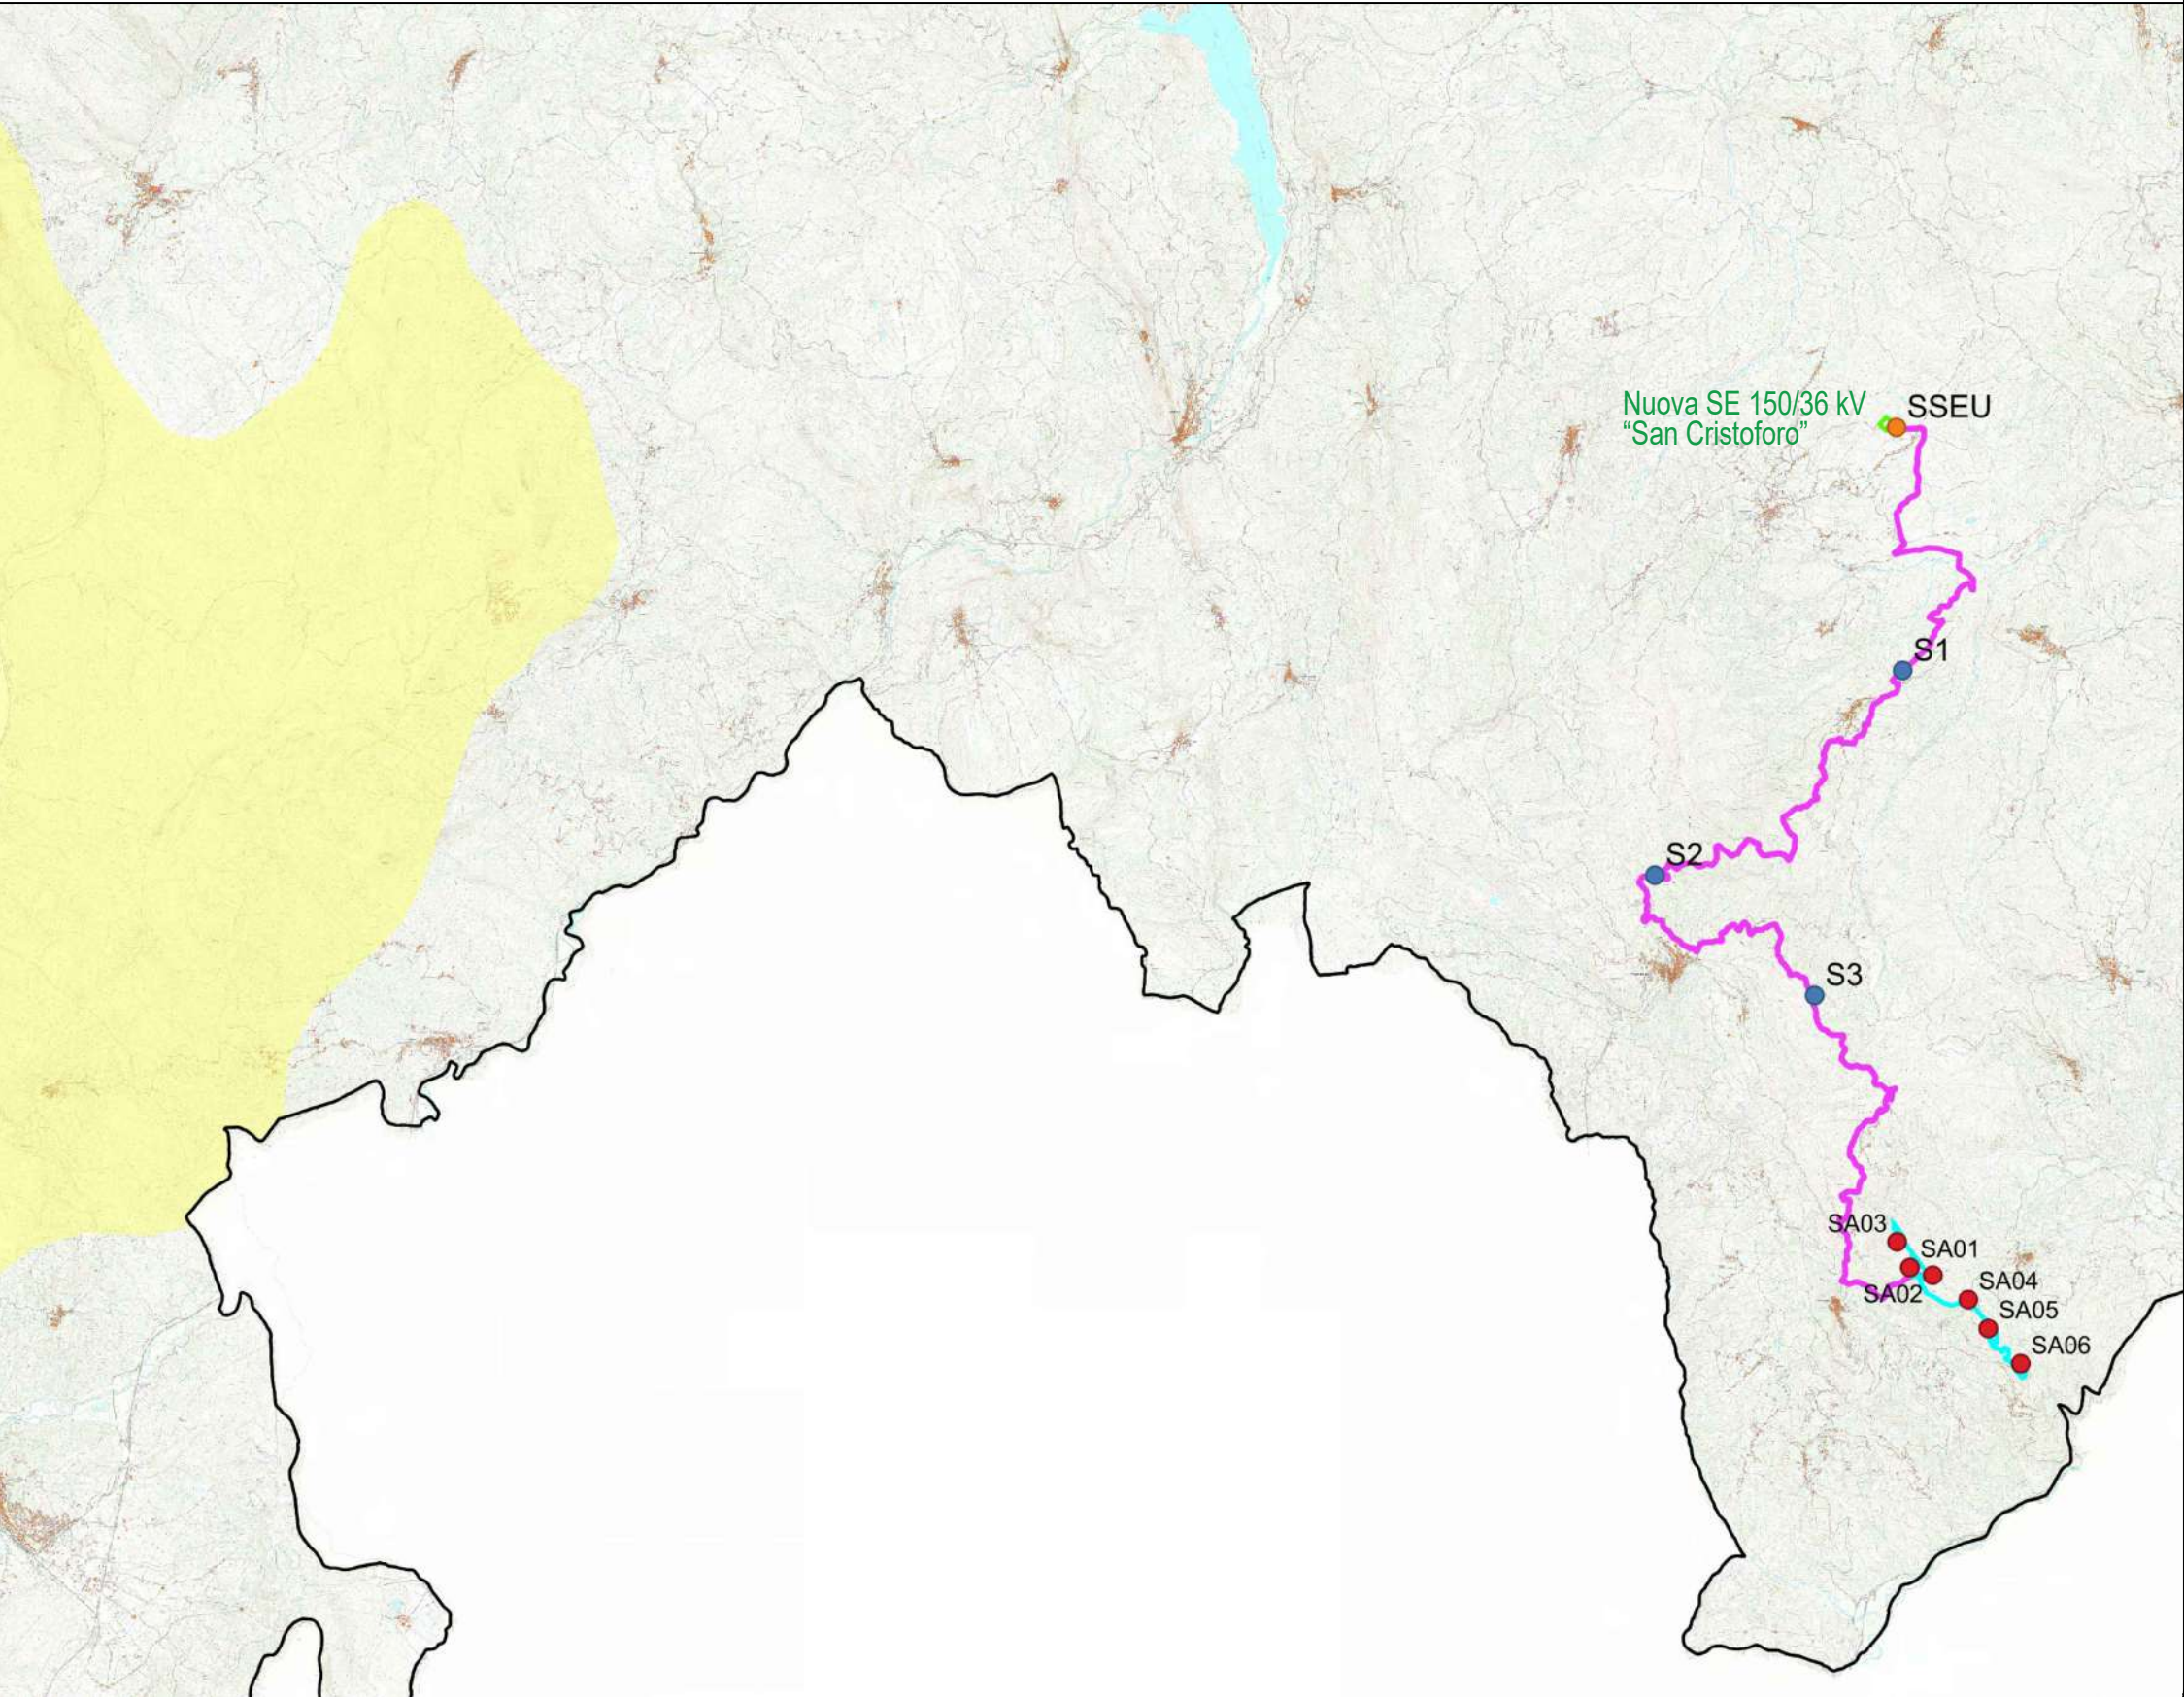 Nuova SE 150/36 kV
“San Cristoforo”
SSEU
S1
S2
S3
SA03
SA01
SA02
SA04
SA05
SA06